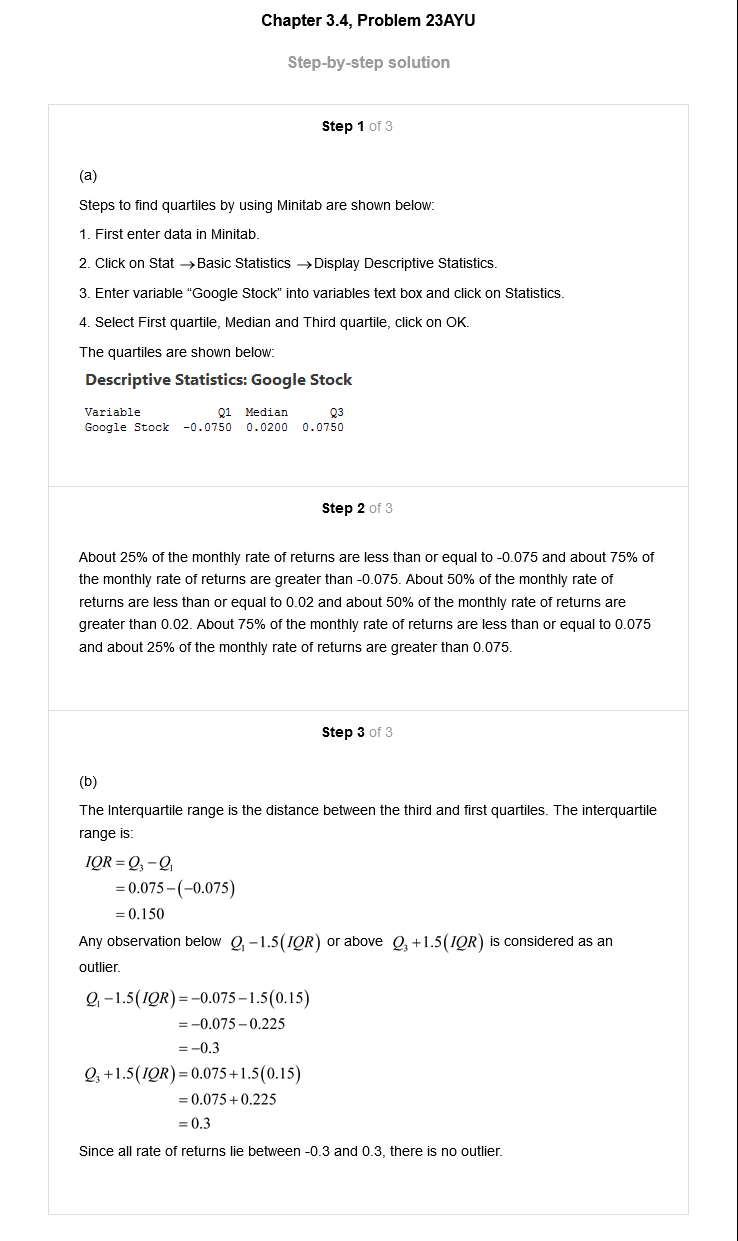 Chapter 3.4, Problem 23AYU
Step-by-step solution
Step 1 of 3
(a)
Steps to find quartiles by using Minitab are shown below:
1. First enter data in Minitab.
2. Click on Stat →Basic Statistics →Display Descriptive Statistics.
3. Enter variable “Google Stock” into variables text box and click on Statistics.
4. Select First quartile, Median and Third quartile, click on OK.
The quartiles are shown below:
Descriptive Statistics: Google Stock
Variable Q1 Median Q3
Google Stock -0.0750 0.0200 0.0750
Step 2 of 3
About 25% of the monthly rate of returns are less than or equal to -0.075 and about 75% of
the monthly rate of returns are greater than -0.075. About 50% of the monthly rate of
returns are less than or equal to 0.02 and about 50% of the monthly rate of returns are
greater than 0.02. About 75% of the monthly rate of returns are less than or equal to 0.075
and about 25% of the monthly rate of returns are greater than 0.075.
Step 3 of 3
(b)
The Interquartile range is the distance between the third and first quartiles. The interquartile
range is:
IQR = Q₃ − Q₁
= 0.075 − (−0.075)
= 0.150
Any observation below Q₁ − 1.5(IQR) or above Q₃ + 1.5(IQR) is considered as an
outlier.
Q₁ − 1.5(IQR) = −0.075 − 1.5(0.15)
= −0.075 − 0.225
= −0.3
Q₃ + 1.5(IQR) = 0.075 + 1.5(0.15)
= 0.075 + 0.225
= 0.3
Since all rate of returns lie between -0.3 and 0.3, there is no outlier.